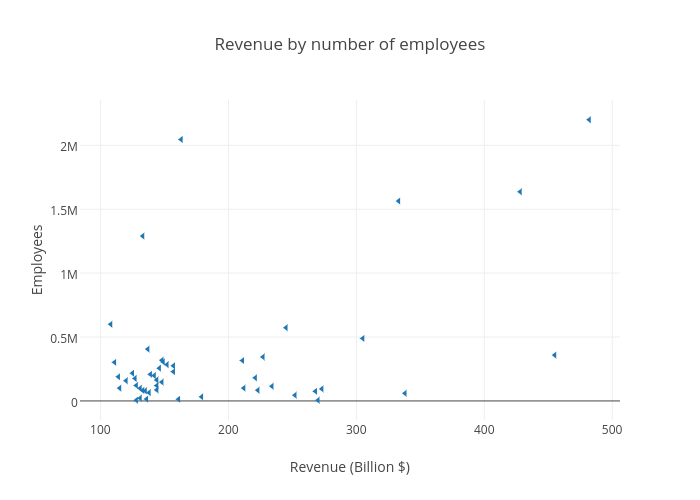 Revenue by number of employees
2M
1.5M
1M
0.5M
0
Employees
100
200
300
400
500
Revenue (Billion $)